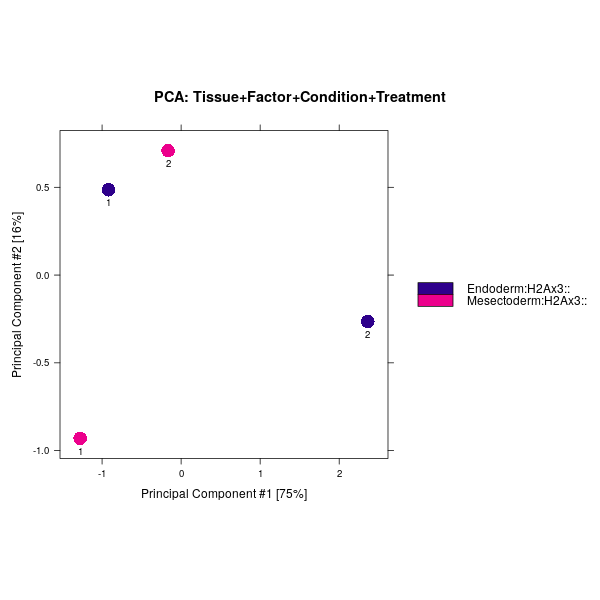 PCA: Tissue+Factor+Condition+Treatment
2
1
2
1
0.5
0.0
-0.5
-1.0
-1 0 1 2
Principal Component #1 [75%]
Principal Component #2 [16%]
Endoderm:H2Ax3::
Mesectoderm:H2Ax3::